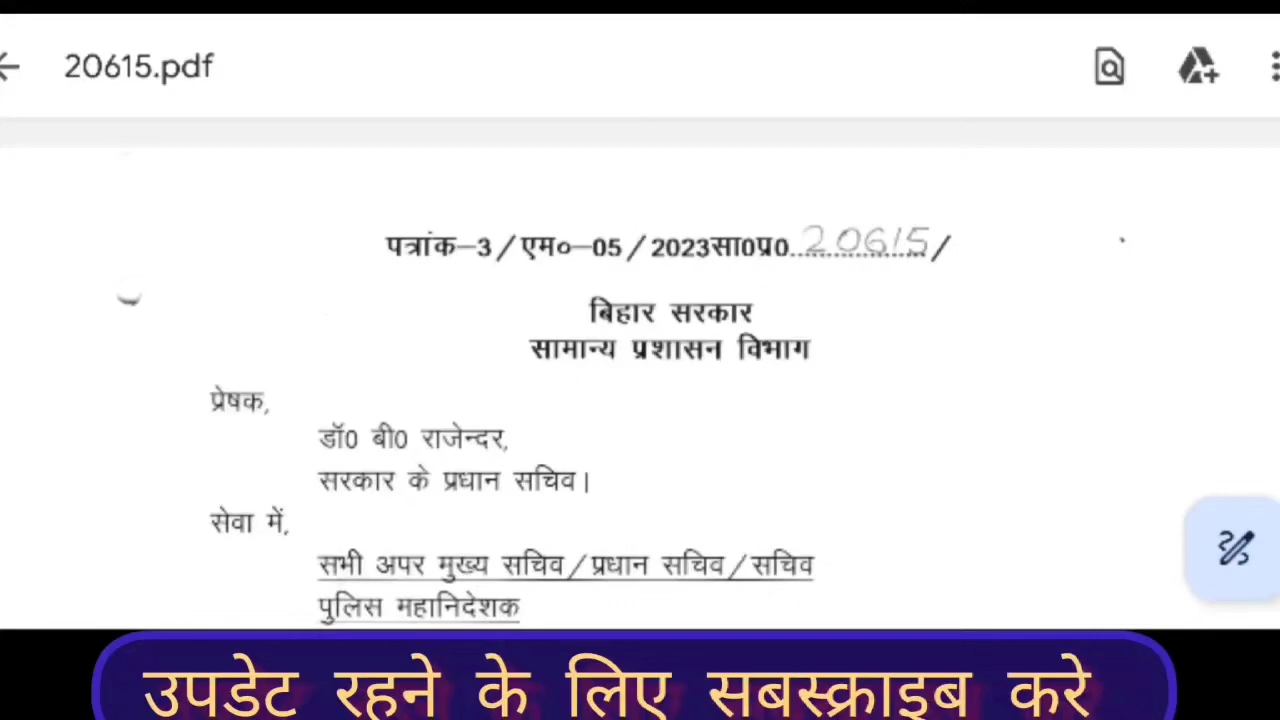 20615.pdf
पत्रांक–3/एम०–05/2023सा0प्र0..20615../
बिहार सरकार
सामान्य प्रशासन विभाग
प्रेषक,
डॉ0 बी0 राजेन्दर,
सरकार के प्रधान सचिव।
सेवा में,
सभी अपर मुख्य सचिव/प्रधान सचिव/सचिव
पुलिस महानिदेशक
उपडेट रहने के लिए सबस्क्राइब करे